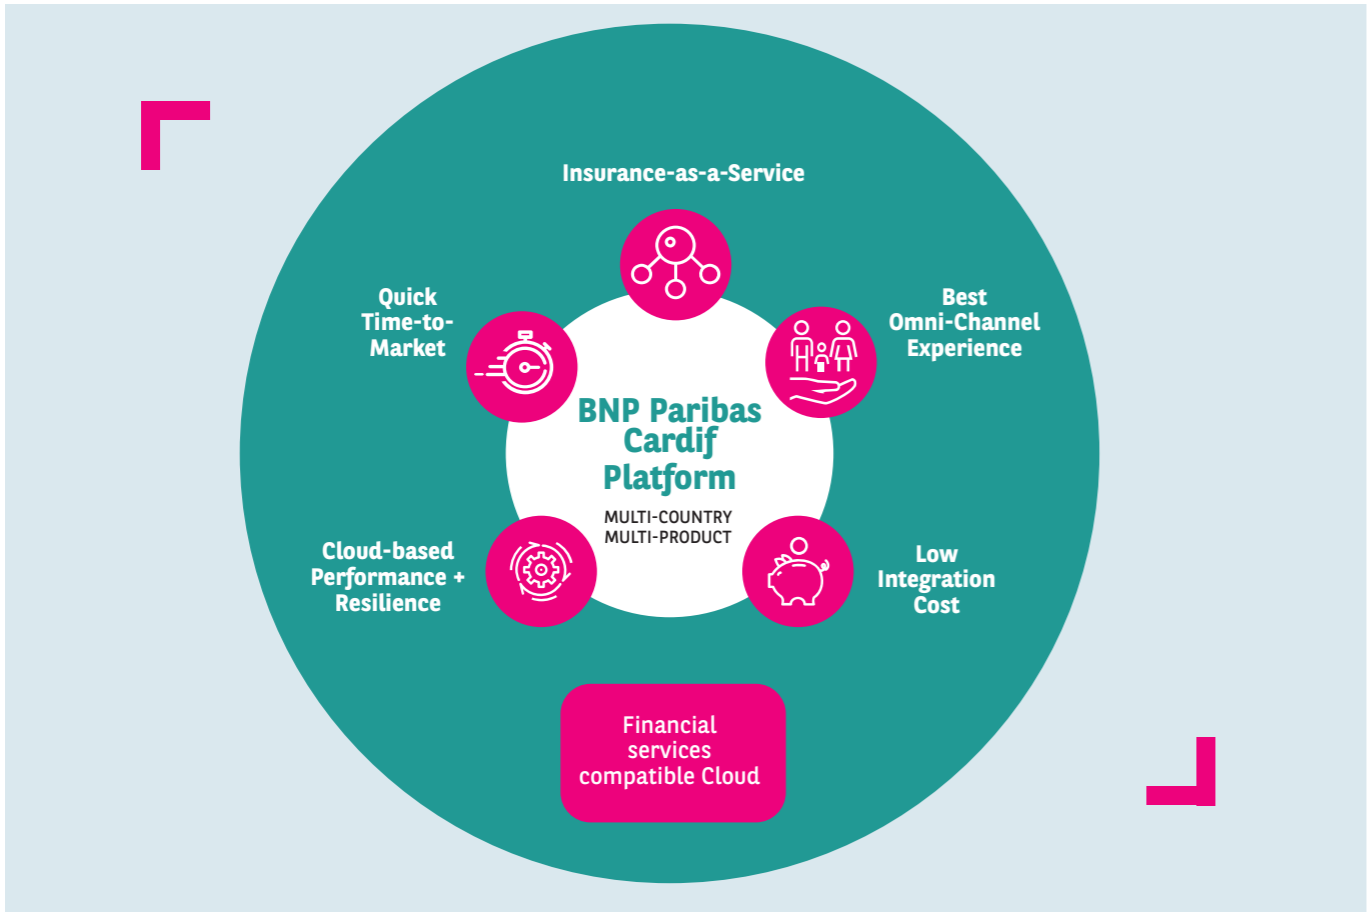 Insurance-as-a-Service
Quick
Time-to-
Market
Best
Omni-Channel
Experience
BNP Paribas
Cardif
Platform
MULTI-COUNTRY
MULTI-PRODUCT
Cloud-based
Performance +
Resilience
Low
Integration
Cost
Financial
services
compatible Cloud